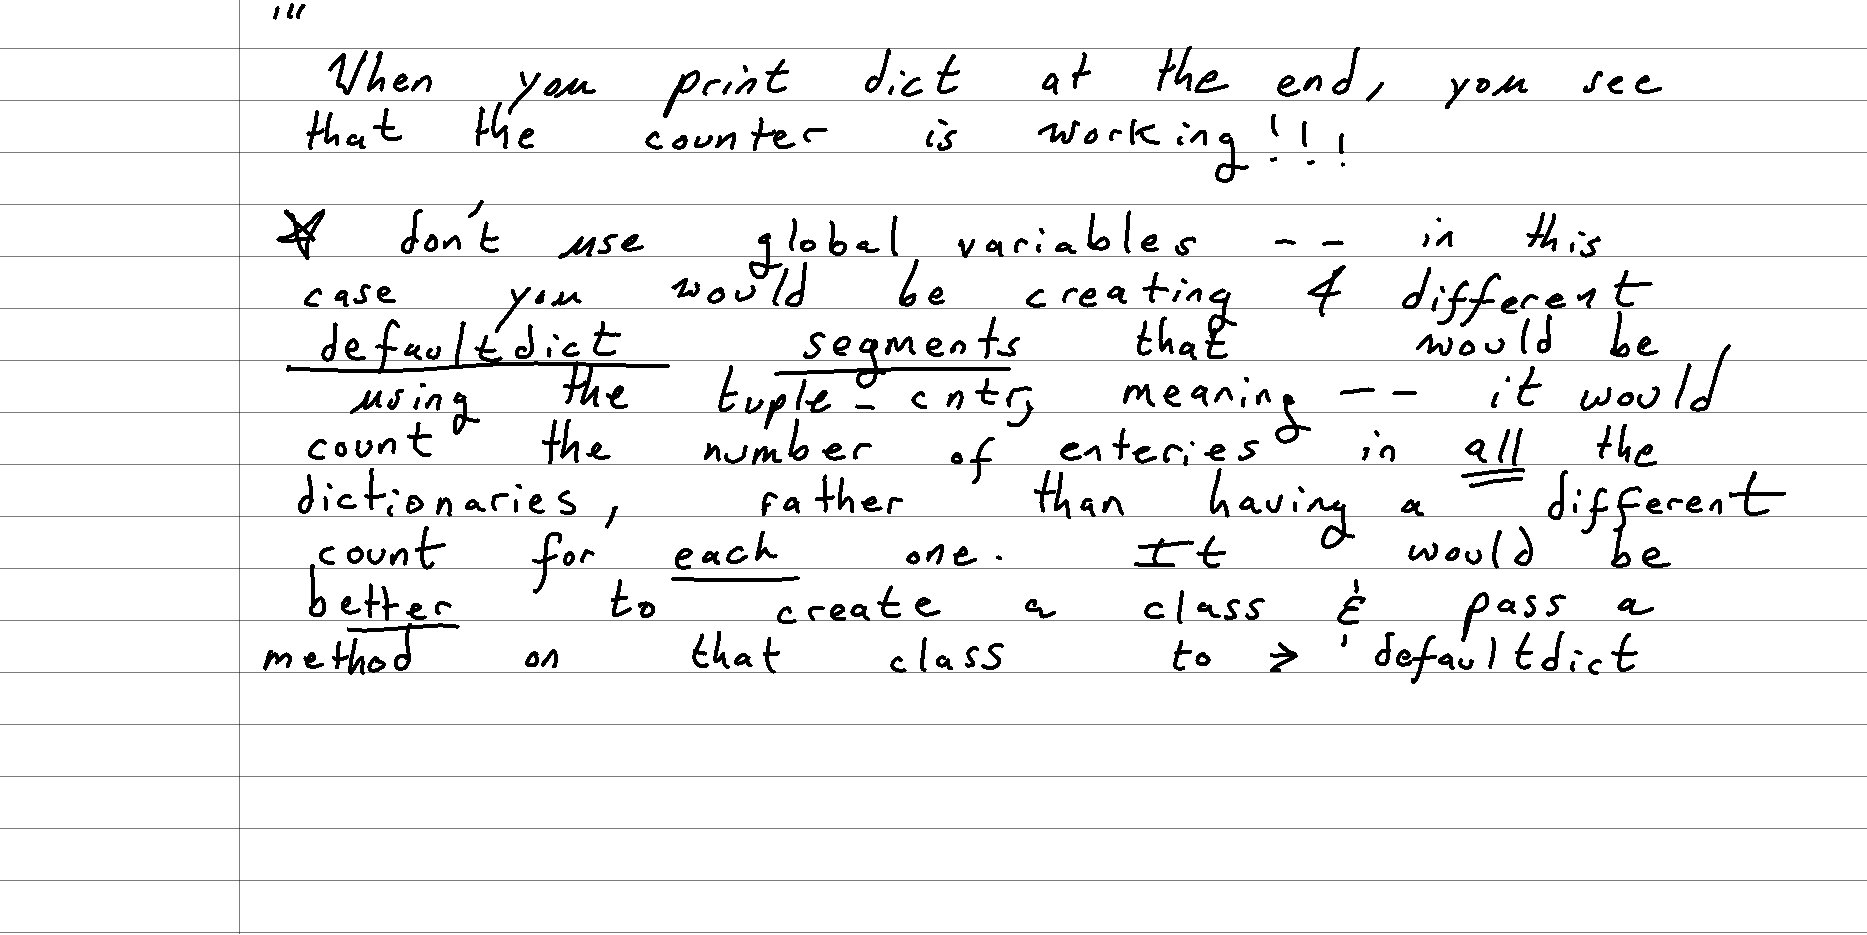 '''
When you print dict at the end, you see
that the counter is working!!!
☆ don't use global variables -- in this
case you would be creating 4 different
defaultdict segments that would be
using the tuple_cntr, meaning -- it would
count the number of enteries in all the
dictionaries, rather than having a different
count for each one. It would be
better to create a class & pass a
method on that class to → 'defaultdict